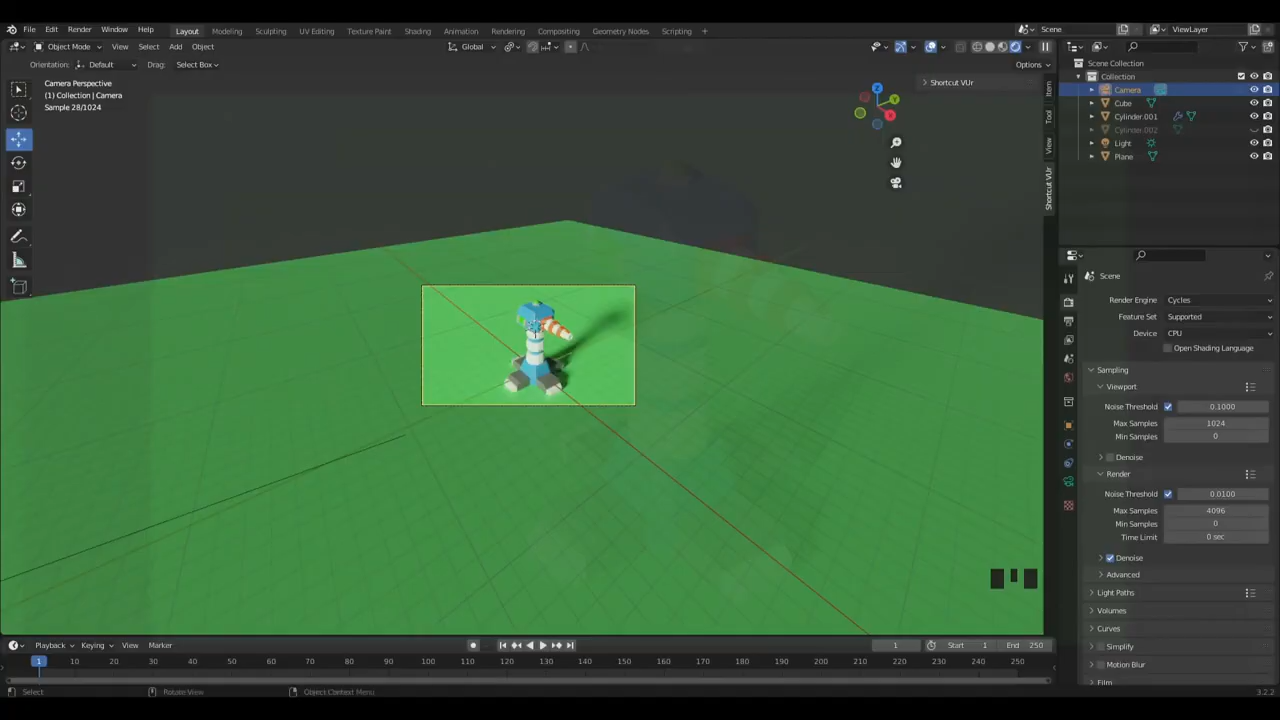 File Edit Render Window Help Layout Modeling Sculpting UV Editing Texture Paint Shading Animation Rendering Compositing Geometry Nodes Scripting + Scene ViewLayer
Object Mode View Select Add Object Global
Orientation: Default Drag: Select Box Options
Camera Perspective
(1) Collection | Camera
Sample 28/1024
Shortcut VUr
Item
Tool
View
Shortcut VUr
Scene Collection
Collection
Camera
Cube
Cylinder.001
Cylinder.002
Light
Plane
Scene
Render Engine Cycles
Feature Set Supported
Device CPU
Open Shading Language
Sampling
Viewport
Noise Threshold 0.1000
Max Samples 1024
Min Samples 0
Denoise
Render
Noise Threshold 0.0100
Max Samples 4096
Min Samples 0
Time Limit 0 sec
Denoise
Advanced
Light Paths
Volumes
Curves
Simplify
Motion Blur
Film
Playback Keying View Marker 1 Start 1 End 250
1 10 20 30 40 50 60 70 80 90 100 110 120 130 140 150 160 170 180 190 200 210 220 230 240 250
Select Rotate View Object Context Menu 3.2.2